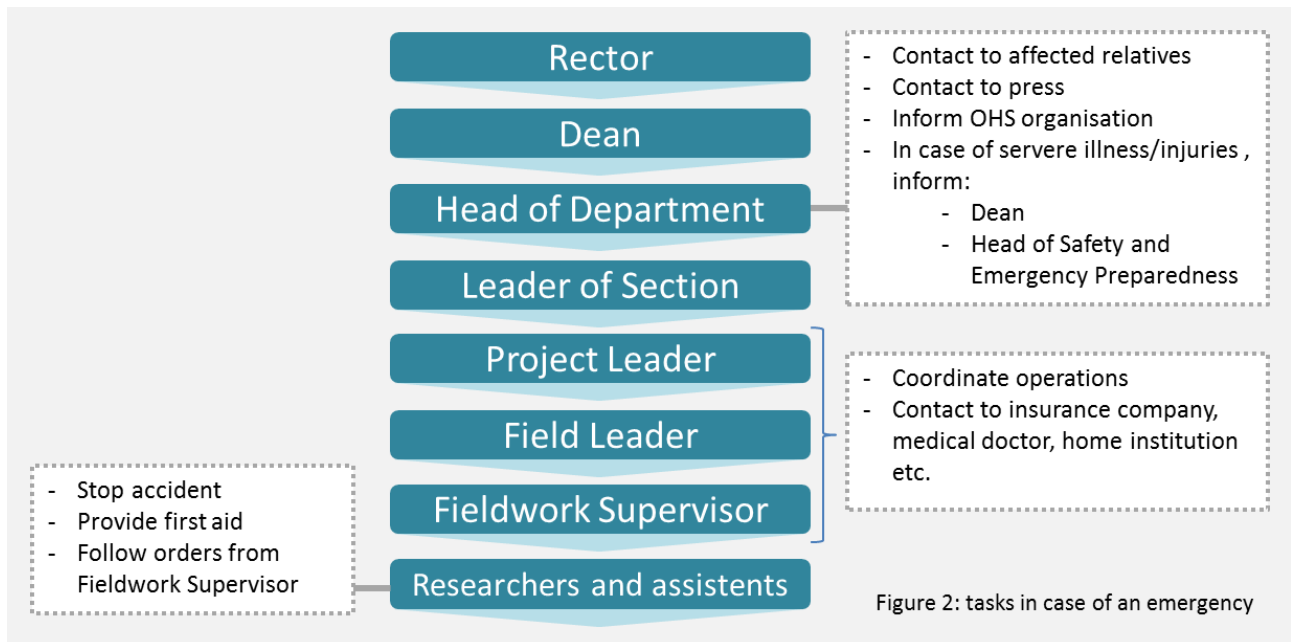 Rector
Dean
Head of Department
Leader of Section
Project Leader
Field Leader
Fieldwork Supervisor
Researchers and assistents
- Contact to affected relatives
- Contact to press
- Inform OHS organisation
- In case of servere illness/injuries ,
inform:
- Dean
- Head of Safety and
Emergency Preparedness
- Coordinate operations
- Contact to insurance company,
medical doctor, home institution
etc.
- Stop accident
- Provide first aid
- Follow orders from
Fieldwork Supervisor
Figure 2: tasks in case of an emergency